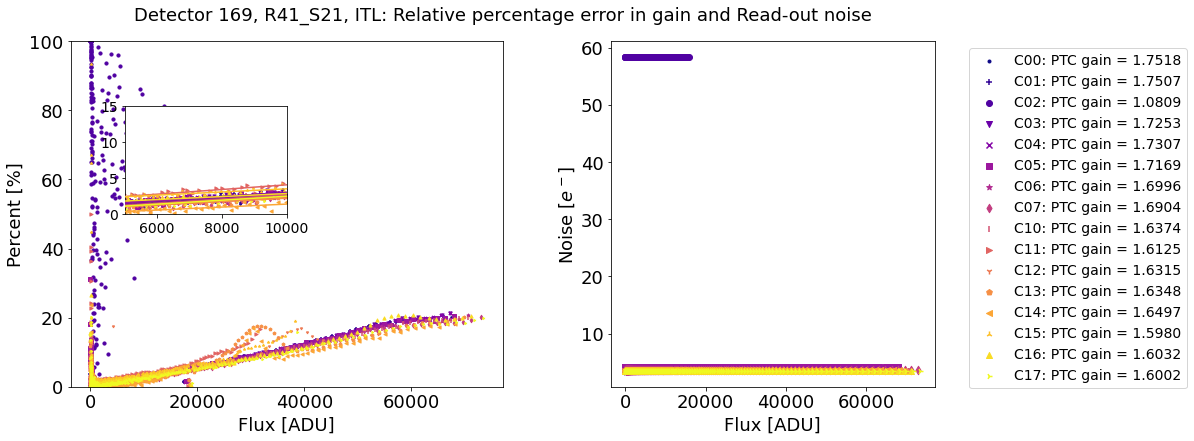 Detector 169, R41_S21, ITL: Relative percentage error in gain and Read-out noise
100
80
60
40
20
0
Percent [%]
15
10
5
0
6000 8000 10000
0 20000 40000 60000
Flux [ADU]
60
50
40
30
20
10
Noise [e⁻]
0 20000 40000 60000
Flux [ADU]
C00: PTC gain = 1.7518
C01: PTC gain = 1.7507
C02: PTC gain = 1.0809
C03: PTC gain = 1.7253
C04: PTC gain = 1.7307
C05: PTC gain = 1.7169
C06: PTC gain = 1.6996
C07: PTC gain = 1.6904
C10: PTC gain = 1.6374
C11: PTC gain = 1.6125
C12: PTC gain = 1.6315
C13: PTC gain = 1.6348
C14: PTC gain = 1.6497
C15: PTC gain = 1.5980
C16: PTC gain = 1.6032
C17: PTC gain = 1.6002